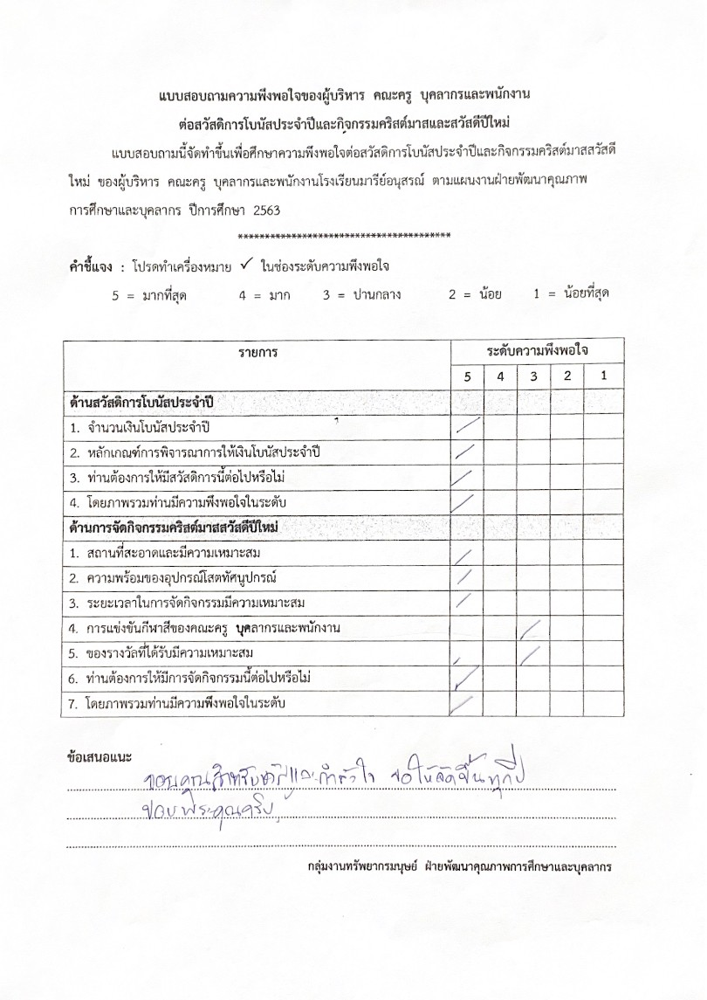 แบบสอบถามความพึงพอใจของผู้บริหาร คณะครู บุคลากรและพนักงาน
ต่อสวัสดิการโบนัสประจำปีและกิจกรรมคริสต์มาสและสวัสดีปีใหม่
แบบสอบถามนี้จัดทำขึ้นเพื่อศึกษาความพึงพอใจต่อสวัสดิการโบนัสประจำปีและกิจกรรมคริสต์มาสสวัสดี
ใหม่ ของผู้บริหาร คณะครู บุคลากรและพนักงานโรงเรียนมารีย์อนุสรณ์ ตามแผนงานฝ่ายพัฒนาคุณภาพ
การศึกษาและบุคลากร ปีการศึกษา 2563
****************************************
คำชี้แจง : โปรดทำเครื่องหมาย ✓ ในช่องระดับความพึงพอใจ
5 = มากที่สุด 4 = มาก 3 = ปานกลาง 2 = น้อย 1 = น้อยที่สุด
รายการ ระดับความพึงพอใจ
5 4 3 2 1
ด้านสวัสดิการโบนัสประจำปี
1. จำนวนเงินโบนัสประจำปี /
2. หลักเกณฑ์การพิจารณาการให้เงินโบนัสประจำปี /
3. ท่านต้องการให้มีสวัสดิการนี้ต่อไปหรือไม่ /
4. โดยภาพรวมท่านมีความพึงพอใจในระดับ /
ด้านการจัดกิจกรรมคริสต์มาสสวัสดีปีใหม่
1. สถานที่สะอาดและมีความเหมาะสม /
2. ความพร้อมของอุปกรณ์โสตทัศนูปกรณ์ /
3. ระยะเวลาในการจัดกิจกรรมมีความเหมาะสม /
4. การแข่งขันกีฬาสีของคณะครู บุคลากรและพนักงาน /
5. ของรางวัลที่ได้รับมีความเหมาะสม /
6. ท่านต้องการให้มีการจัดกิจกรรมนี้ต่อไปหรือไม่ /
7. โดยภาพรวมท่านมีความพึงพอใจในระดับ /
ข้อเสนอแนะ
ขอบคุณสำหรับ และกำลังใจ ขอให้จัดขึ้นทุกปี
ขอบพระคุณครับ
กลุ่มงานทรัพยากรมนุษย์ ฝ่ายพัฒนาคุณภาพการศึกษาและบุคลากร